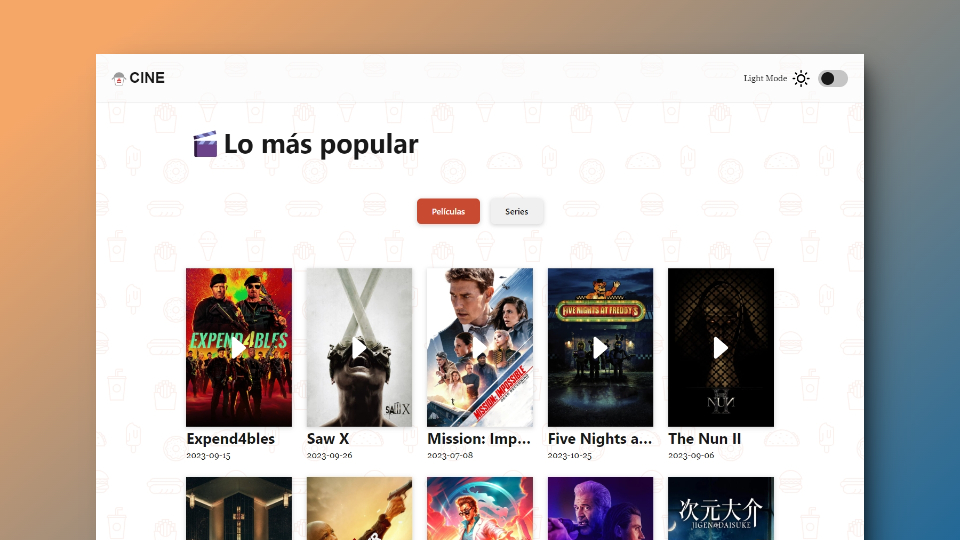 CINE
Light Mode
Lo más popular
Películas
Series
EXPEND4BLES
SAW X
MISSION: IMPOSSIBLE
FIVE NIGHTS AT FREDDY'S
NUN II
Expend4bles
Saw X
Mission: Imp...
Five Nights a...
The Nun II
2023-09-15
2023-09-26
2023-07-08
2023-10-25
2023-09-06
次元大介
JIGEN DAISUKE